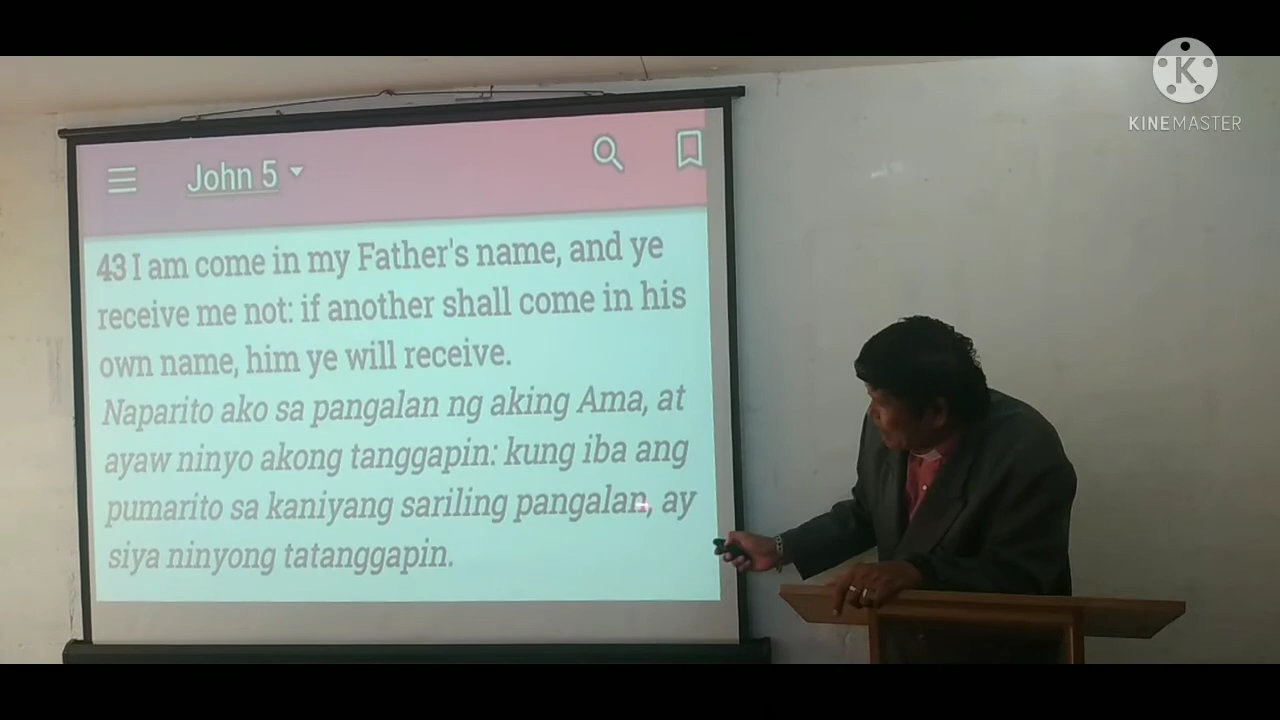 John 5
43 I am come in my Father's name, and ye
receive me not: if another shall come in his
own name, him ye will receive.
Naparito ako sa pangalan ng aking Ama, at
ayaw ninyo akong tanggapin: kung iba ang
pumarito sa kaniyang sariling pangalan, ay
siya ninyong tatanggapin.
K
KINEMASTER